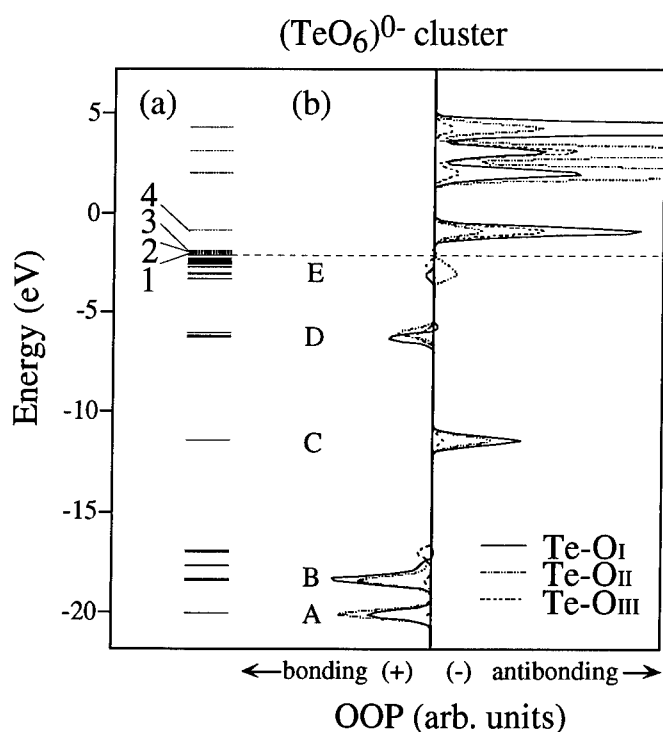 (TeO6)0- cluster
(a)
(b)
5
0
-5
-10
-15
-20
Energy (eV)
4
3
2
1
E
D
C
B
A
Te-OI
Te-OII
Te-OIII
←bonding (+) (-) antibonding→
OOP (arb. units)